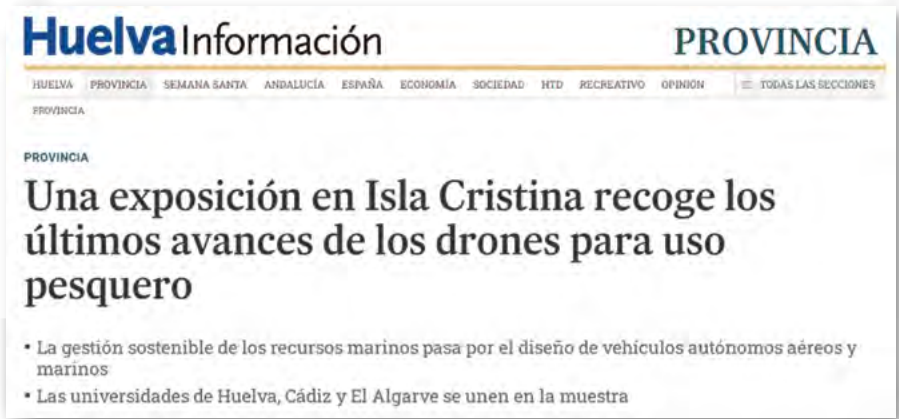 Huelva Información PROVINCIA
HUELVA PROVINCIA SEMANA SANTA ANDALUCÍA ESPAÑA ECONOMÍA SOCIEDAD HTD RECREATIVO OPINIÓN ≡ TODAS LAS SECCIONES
PROVINCIA
PROVINCIA
Una exposición en Isla Cristina recoge los
últimos avances de los drones para uso
pesquero
▪ La gestión sostenible de los recursos marinos pasa por el diseño de vehículos autónomos aéreos y
marinos
▪ Las universidades de Huelva, Cádiz y El Algarve se unen en la muestra